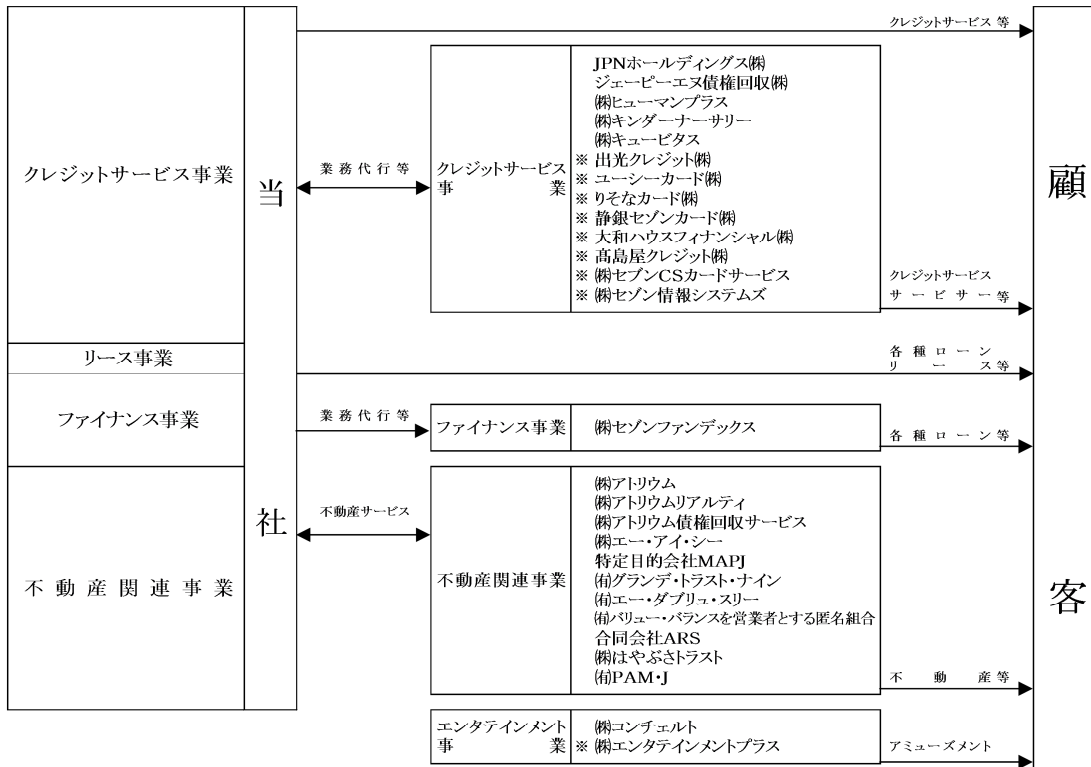 クレジットサービス事業
リース事業
ファイナンス事業
不動産関連事業
当
社
クレジットサービス等
業務代行等
クレジットサービス
事業
JPNホールディングス㈱
ジェーピーエヌ債権回収㈱
㈱ヒューマンプラス
㈱キンダーナーサリー
㈱キュービタス
※ 出光クレジット㈱
※ ユーシーカード㈱
※ りそなカード㈱
※ 静銀セゾンカード㈱
※ 大和ハウスフィナンシャル㈱
※ 髙島屋クレジット㈱
※ ㈱セブンCSカードサービス
※ ㈱セゾン情報システムズ
クレジットサービス
サービサー等
各種ローン
リース等
業務代行等
ファイナンス事業
㈱セゾンファンデックス
各種ローン等
不動産サービス
不動産関連事業
㈱アトリウム
㈱アトリウムリアルティ
㈱アトリウム債権回収サービス
㈱エー・アイ・シー
特定目的会社MAPJ
㈲グランデ・トラスト・ナイン
㈲エー・ダブリュ・スリー
㈲バリュー・バランスを営業者とする匿名組合
合同会社ARS
㈱はやぶさトラスト
㈲PAM・J
不動産等
エンタテインメント
事業
㈱コンチェルト
※ ㈱エンタテインメントプラス
アミューズメント
顧
客